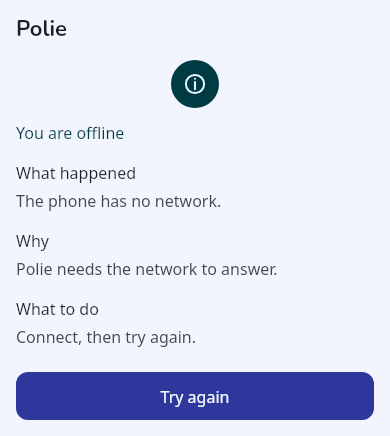 Polie
You are offline
What happened
The phone has no network.
Why
Polie needs the network to answer.
What to do
Connect, then try again.
Try again